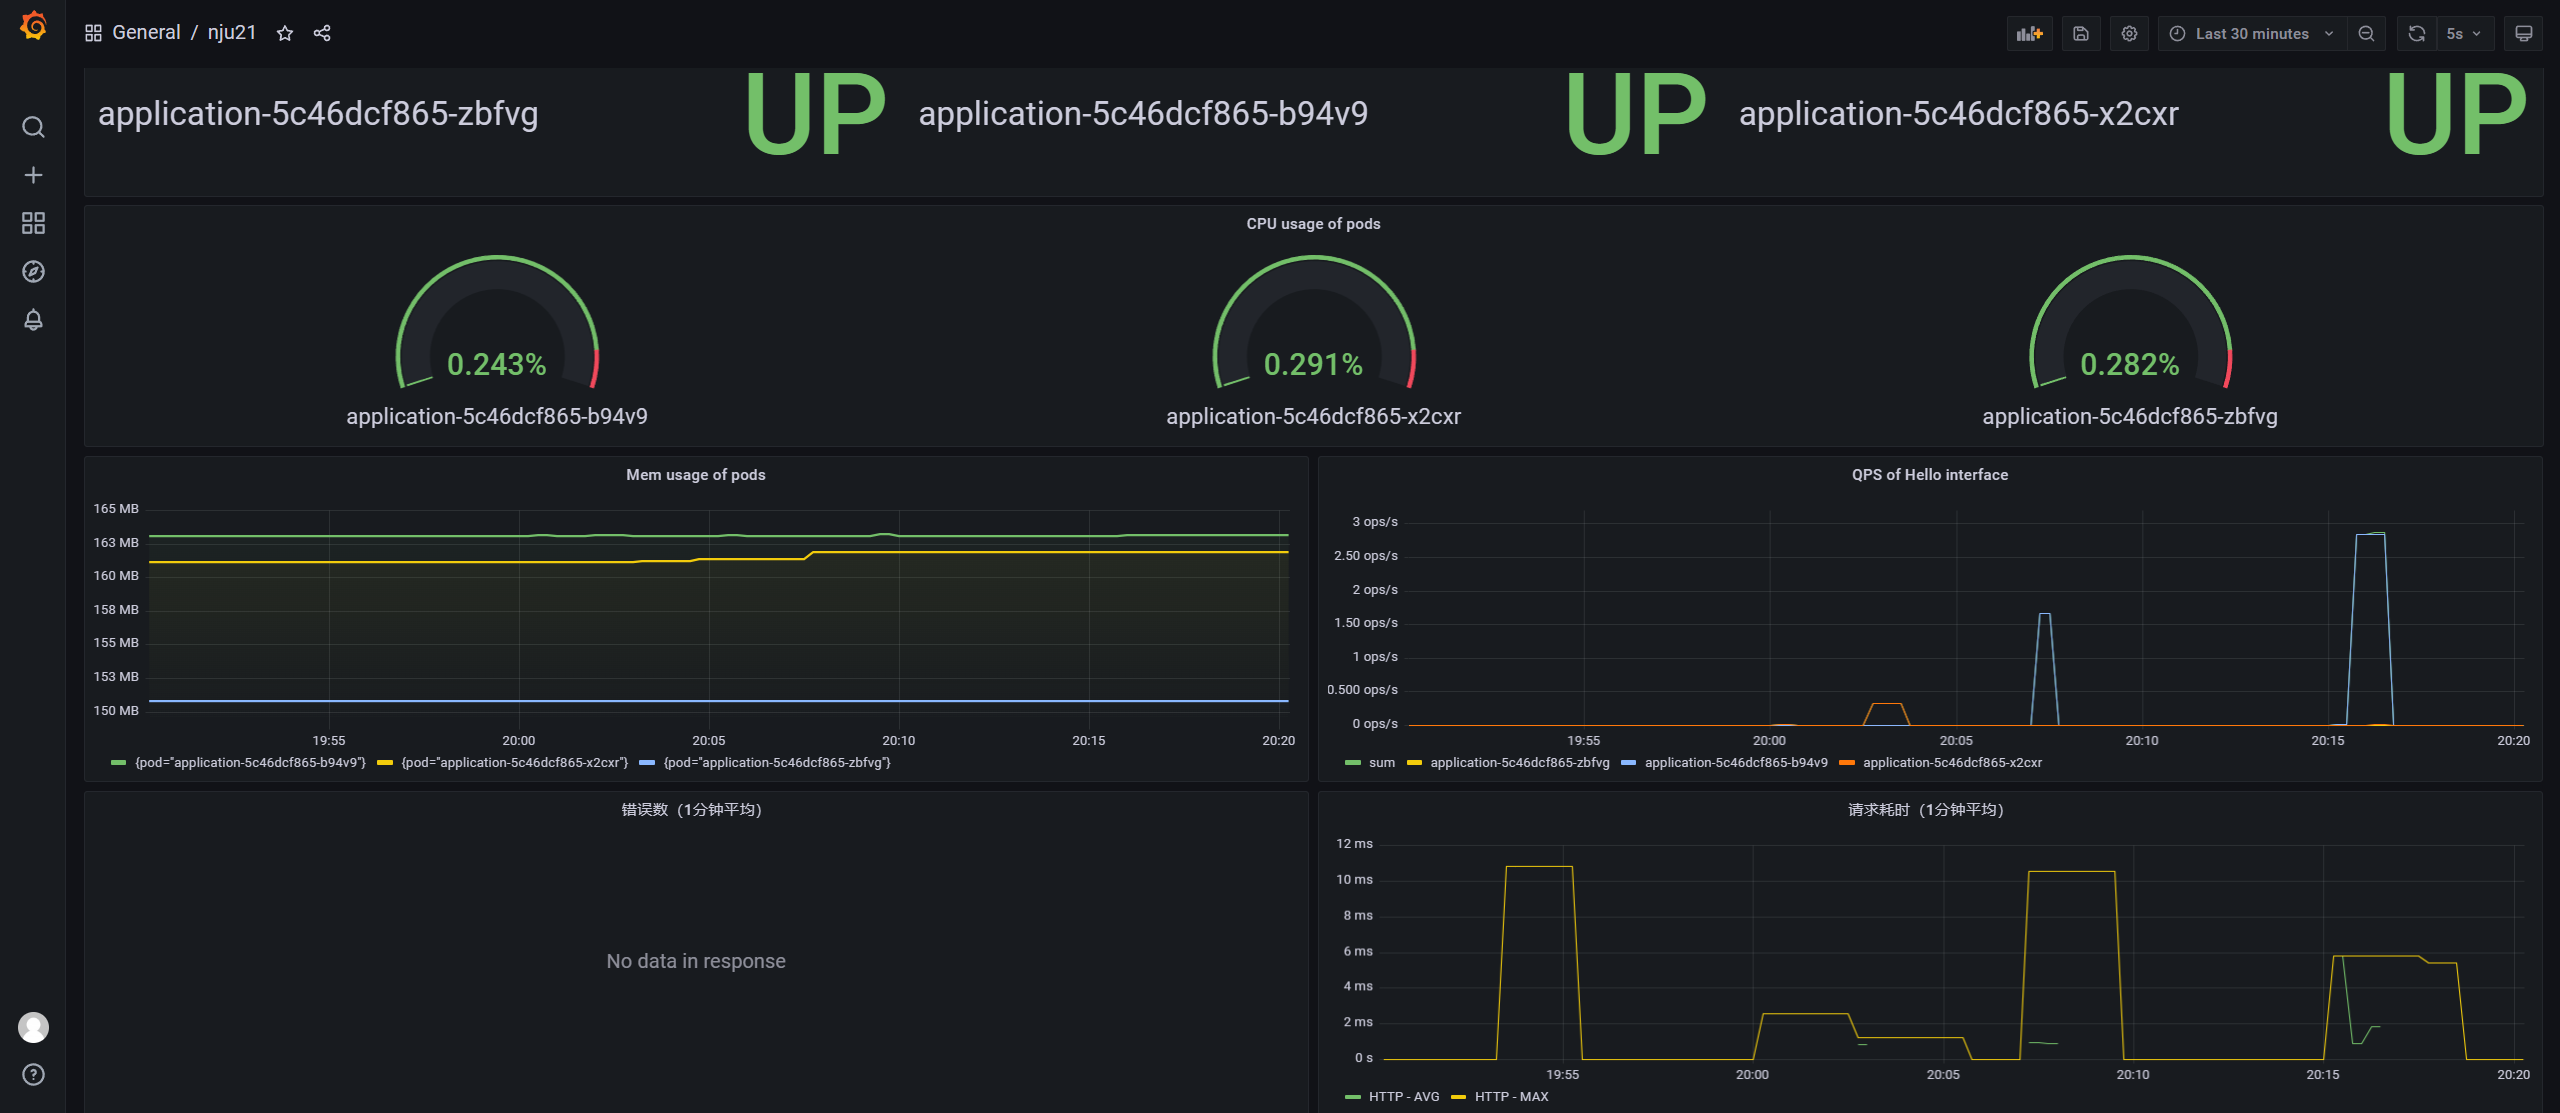 General / nju21
Last 30 minutes
5s
application-5c46dcf865-zbfvg UP application-5c46dcf865-b94v9 UP application-5c46dcf865-x2cxr UP
CPU usage of pods
0.243% 0.291% 0.282%
application-5c46dcf865-b94v9 application-5c46dcf865-x2cxr application-5c46dcf865-zbfvg
Mem usage of pods
165 MB
163 MB
160 MB
158 MB
155 MB
153 MB
150 MB
19:55 20:00 20:05 20:10 20:15 20:20
{pod="application-5c46dcf865-b94v9"} {pod="application-5c46dcf865-x2cxr"} {pod="application-5c46dcf865-zbfvg"}
QPS of Hello interface
3 ops/s
2.50 ops/s
2 ops/s
1.50 ops/s
1 ops/s
0.500 ops/s
0 ops/s
19:55 20:00 20:05 20:10 20:15 20:20
sum application-5c46dcf865-zbfvg application-5c46dcf865-b94v9 application-5c46dcf865-x2cxr
错误数（1分钟平均）
No data in response
请求耗时（1分钟平均）
12 ms
10 ms
8 ms
6 ms
4 ms
2 ms
0 s
19:55 20:00 20:05 20:10 20:15 20:20
HTTP - AVG HTTP - MAX